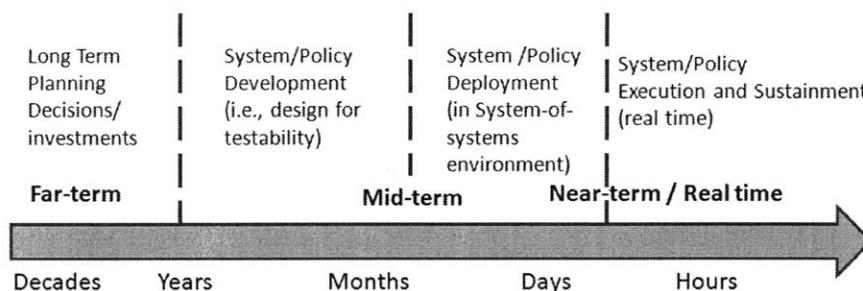 Long Term
Planning
Decisions/
investments
System/Policy
Development
(i.e., design for
testability)
System /Policy
Deployment
(in System-of-
systems
environment)
System/Policy
Execution and Sustainment
(real time)
Far-term
Mid-term
Near-term / Real time
Decades
Years
Months
Days
Hours